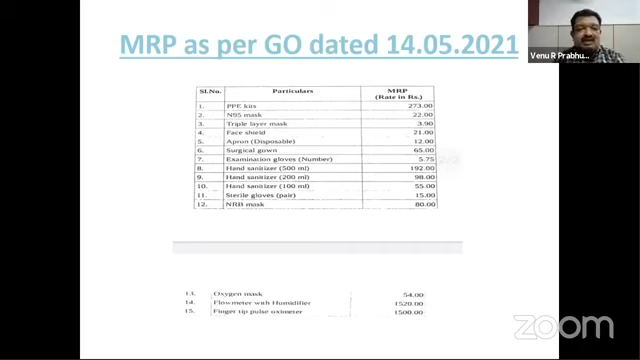 MRP as per GO dated 14.05.2021
Venu R Prabhu...
Sl.No. Particulars MRP (Rate in Rs.)
1. PPE kits 273.00
2. N95 mask 22.00
3. Triple layer mask 3.90
4. Face shield 21.00
5. Apron (Disposable) 12.00
6. Surgical gown 65.00
7. Examination gloves (Number) 5.75
8. Hand sanitizer (500 ml) 192.00
9. Hand sanitizer (200 ml) 98.00
10. Hand sanitizer (100 ml) 55.00
11. Sterile gloves (pair) 15.00
12. NRB mask 80.00
13. Oxygen mask 54.00
14. Flowmeter with Humidifier 1520.00
15. Finger tip pulse oximeter 1500.00
zoom